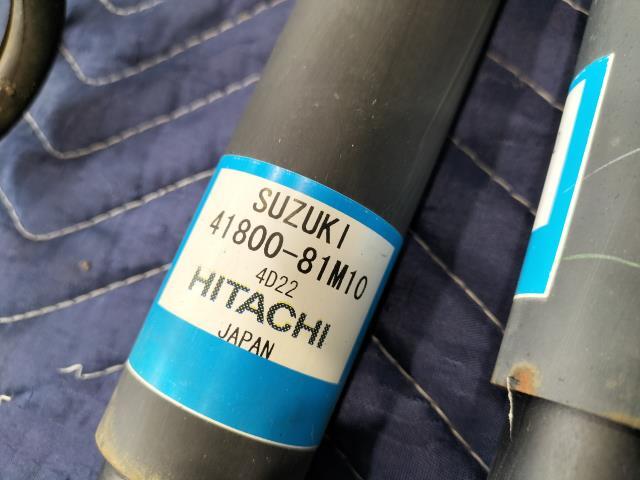 SUZUKI
41800-81M10
4D22
HITACHI
JAPAN